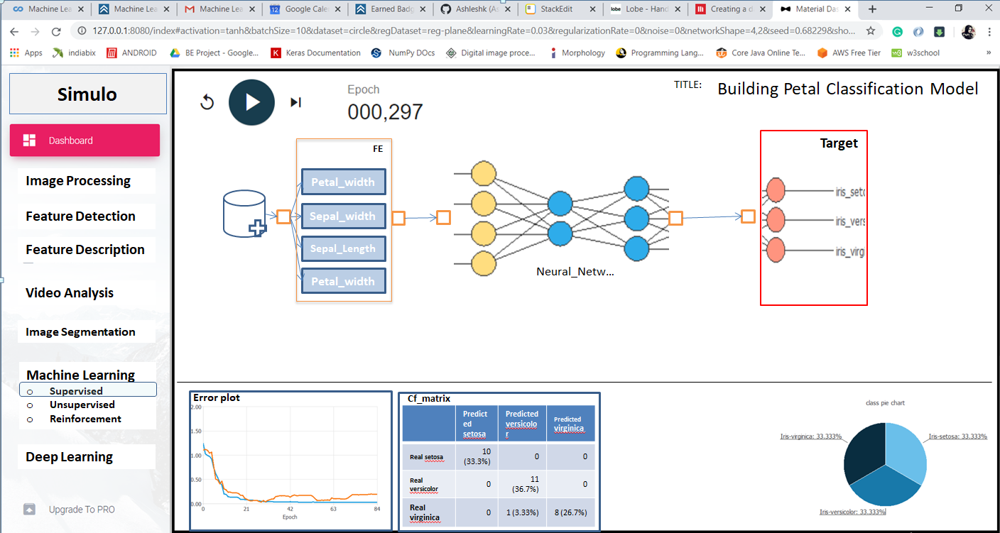 Machine Lea
Machine Lea
Machine Lea
Google Cale
Earned Badg
Ashleshk (As
StackEdit
Lobe - Hand
Creating a d
Material Das
127.0.0.1:8080/index#activation=tanh&batchSize=10&dataset=circle&regDataset=reg-plane&learningRate=0.03&regularizationRate=0&noise=0&networkShape=4,2&seed=0.68229&sho...
Apps
indiabix
ANDROID
BE Project - Google...
Keras Documentation
NumPy DOcs
Digital image proce...
Morphology
Programming Lang...
Core Java Online Te...
AWS Free Tier
w3school
»
Simulo
Dashboard
Image Processing
Feature Detection
Feature Description
Video Analysis
Image Segmentation
Machine Learning
o Supervised
o Unsupervised
o Reinforcement
Deep Learning
Upgrade To PRO
Epoch
000,297
TITLE: Building Petal Classification Model
FE
Petal_width
Sepal_width
Sepal_Length
Petal_width
Neural_Netw...
Target
iris_seto
iris_vers
iris_virg
Error plot
2.00
1.50
1.00
0.50
0.00
0 21 42 63 84
Epoch
Cf_matrix
Predict
ed
setosa
Predicted
versicolo
r
Predicted
virginica
Real setosa
10
(33.3%)
0
0
Real
versicolor
0
11
(36.7%)
0
Real
virginica
0
1 (3.33%)
8 (26.7%)
class pie chart
Iris-virginica: 33.333%
Iris-setosa: 33.333%
Iris-versicolor: 33.333%